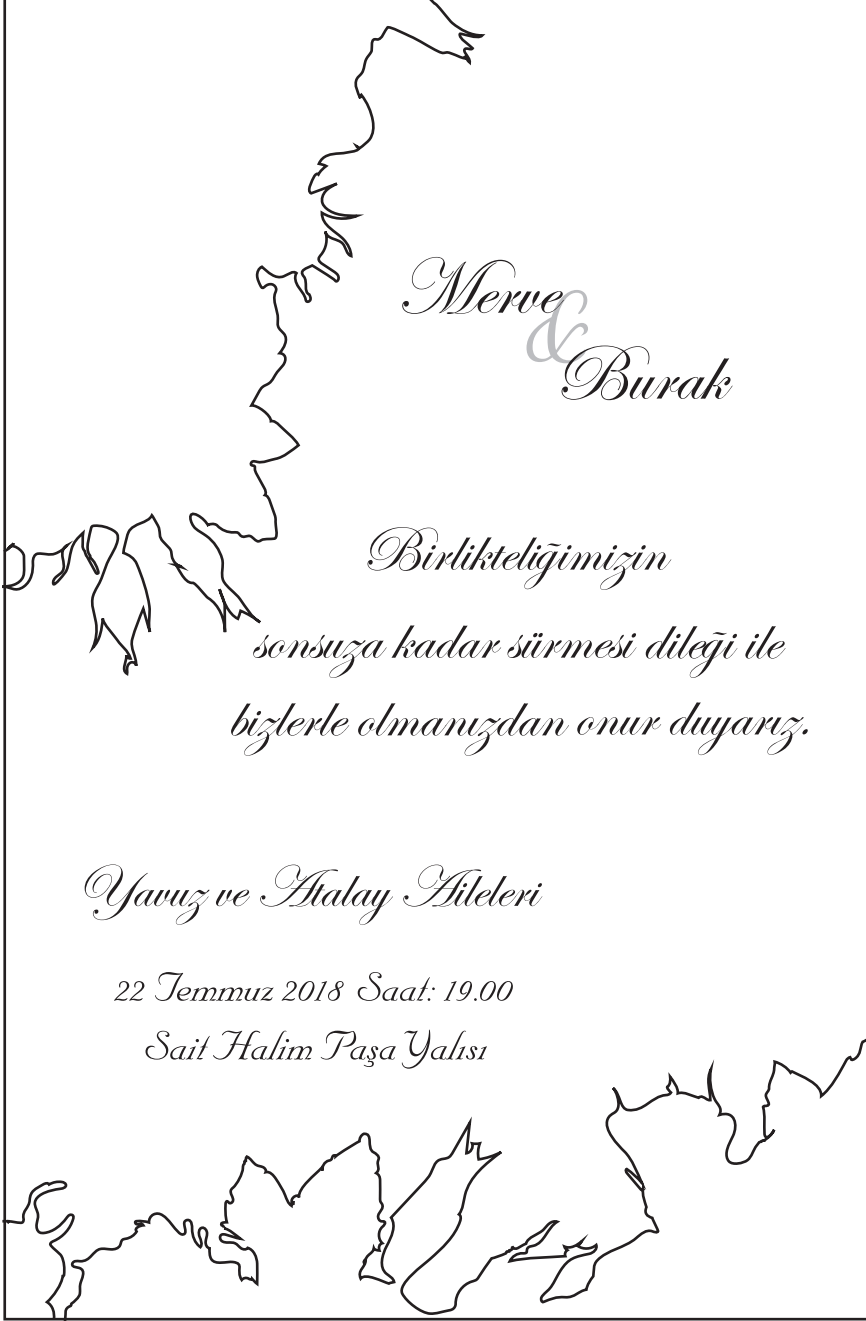 Merve
&
Burak
Birlikteliğimizin
sonsuza kadar sürmesi dileği ile
bizlerle olmanızdan onur duyarız.
Yavuz ve Atalay Aileleri
22 Temmuz 2018 Saat: 19.00
Sait Halim Paşa Yalısı